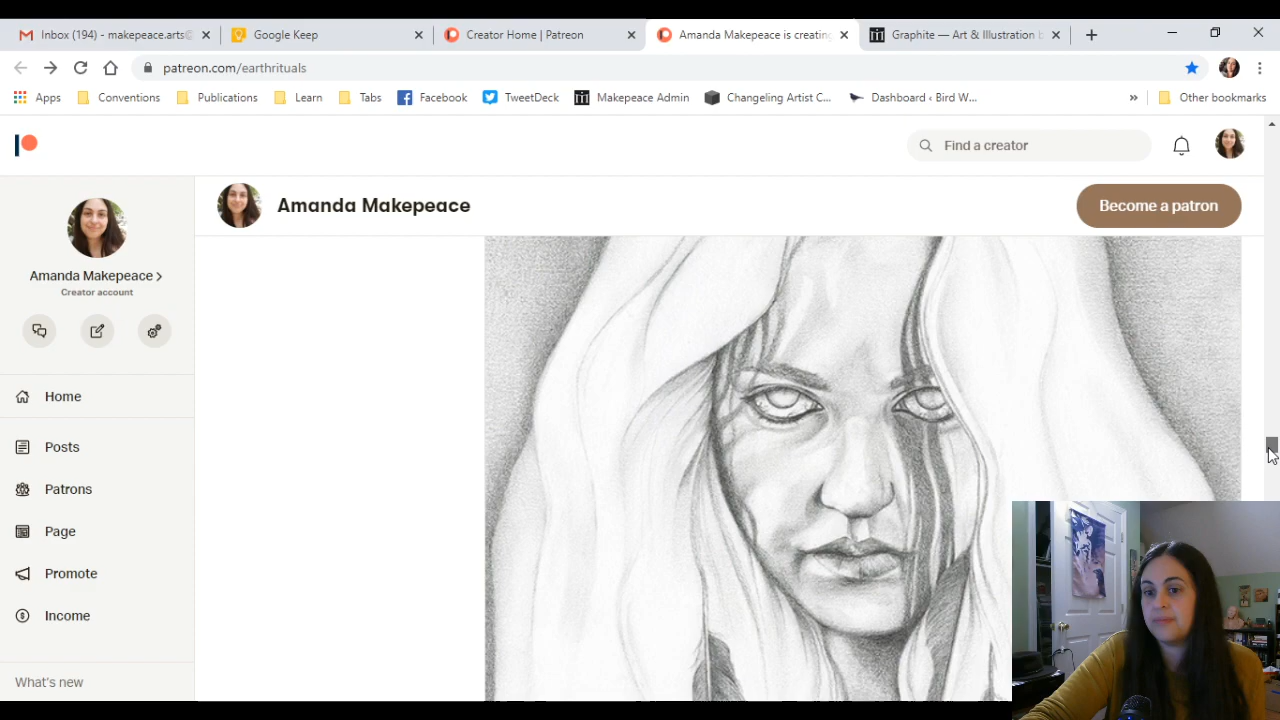 Inbox (194) - makepeace.arts@
Google Keep
Creator Home | Patreon
Amanda Makepeace is creating
Graphite — Art & Illustration b
patreon.com/earthrituals
Apps
Conventions
Publications
Learn
Tabs
Facebook
TweetDeck
Makepeace Admin
Changeling Artist C...
Dashboard ‹ Bird W...
»
Other bookmarks
Find a creator
Amanda Makepeace
Become a patron
Amanda Makepeace >
Creator account
Home
Posts
Patrons
Page
Promote
Income
What's new